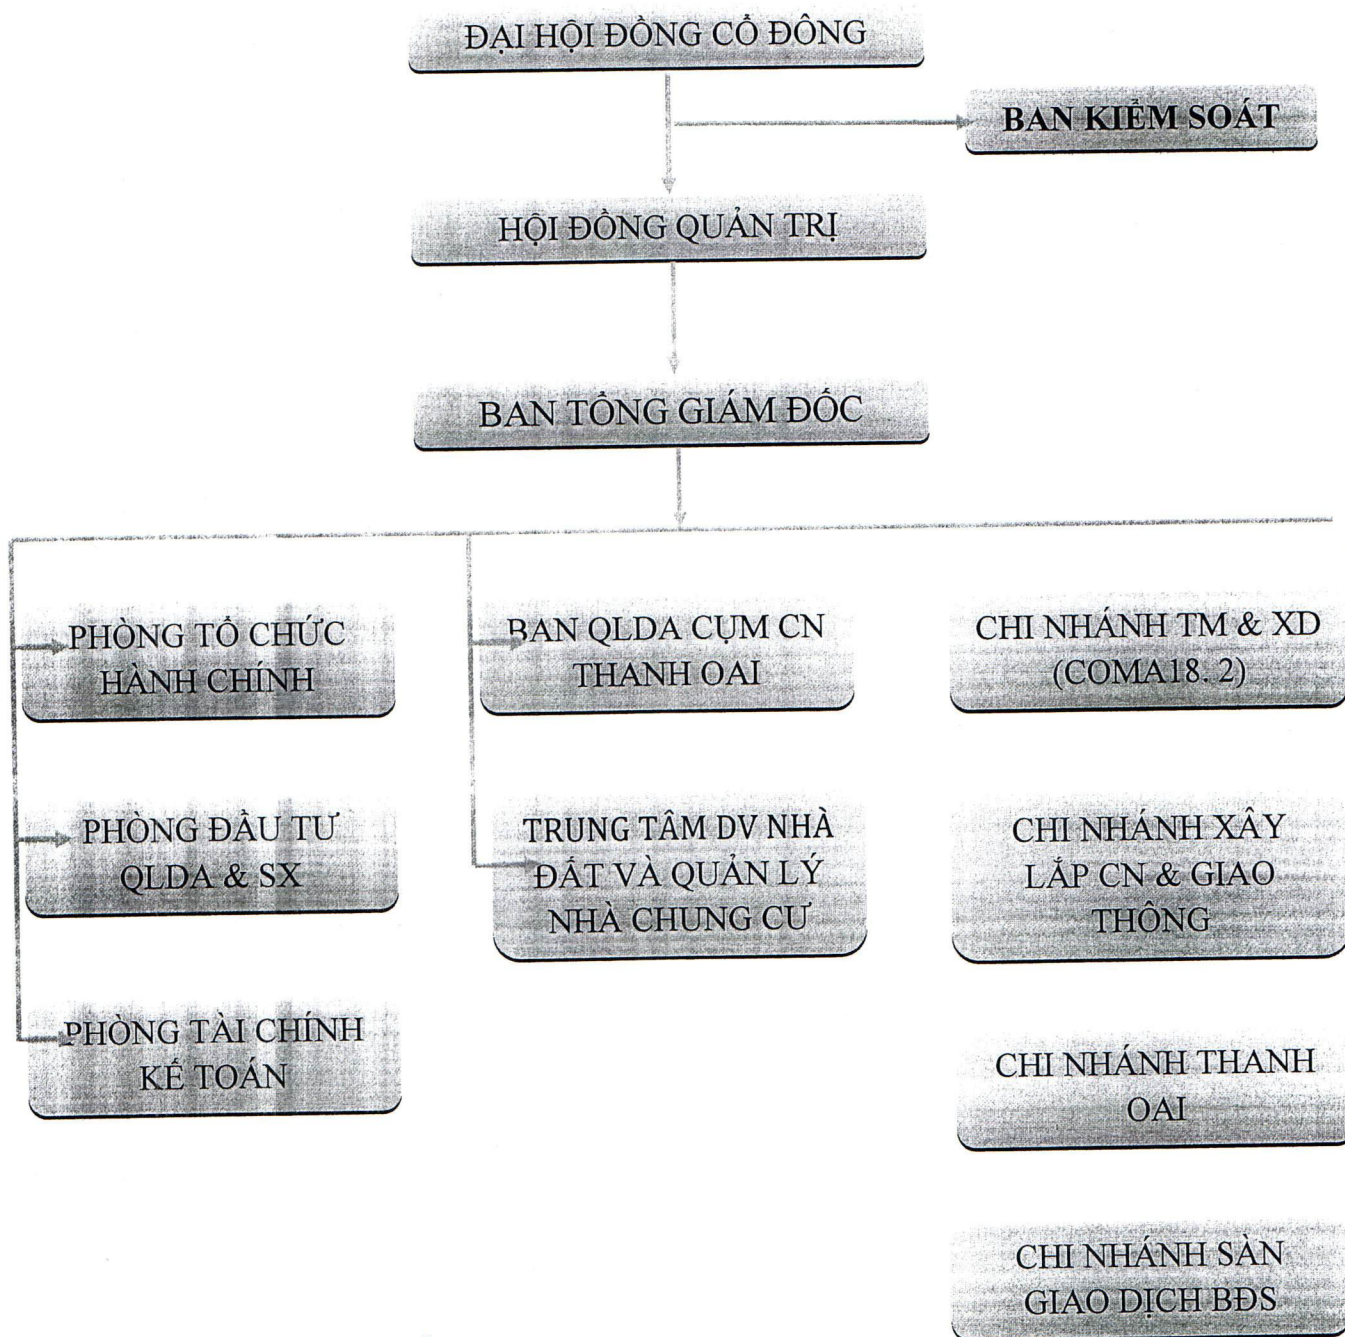 ĐẠI HỘI ĐỒNG CỔ ĐÔNG
BAN KIỂM SOÁT
HỘI ĐỒNG QUẢN TRỊ
BAN TỔNG GIÁM ĐỐC
PHÒNG TỔ CHỨC
HÀNH CHÍNH
BAN QLDA CỤM CN
THANH OAI
CHI NHÁNH TM & XD
(COMA18. 2)
PHÒNG ĐẦU TƯ
QLDA & SX
TRUNG TÂM DV NHÀ
ĐẤT VÀ QUẢN LÝ
NHÀ CHUNG CƯ
CHI NHÁNH XÂY
LẮP CN & GIAO
THÔNG
PHÒNG TÀI CHÍNH
KẾ TOÁN
CHI NHÁNH THANH
OAI
CHI NHÁNH SÀN
GIAO DỊCH BĐS